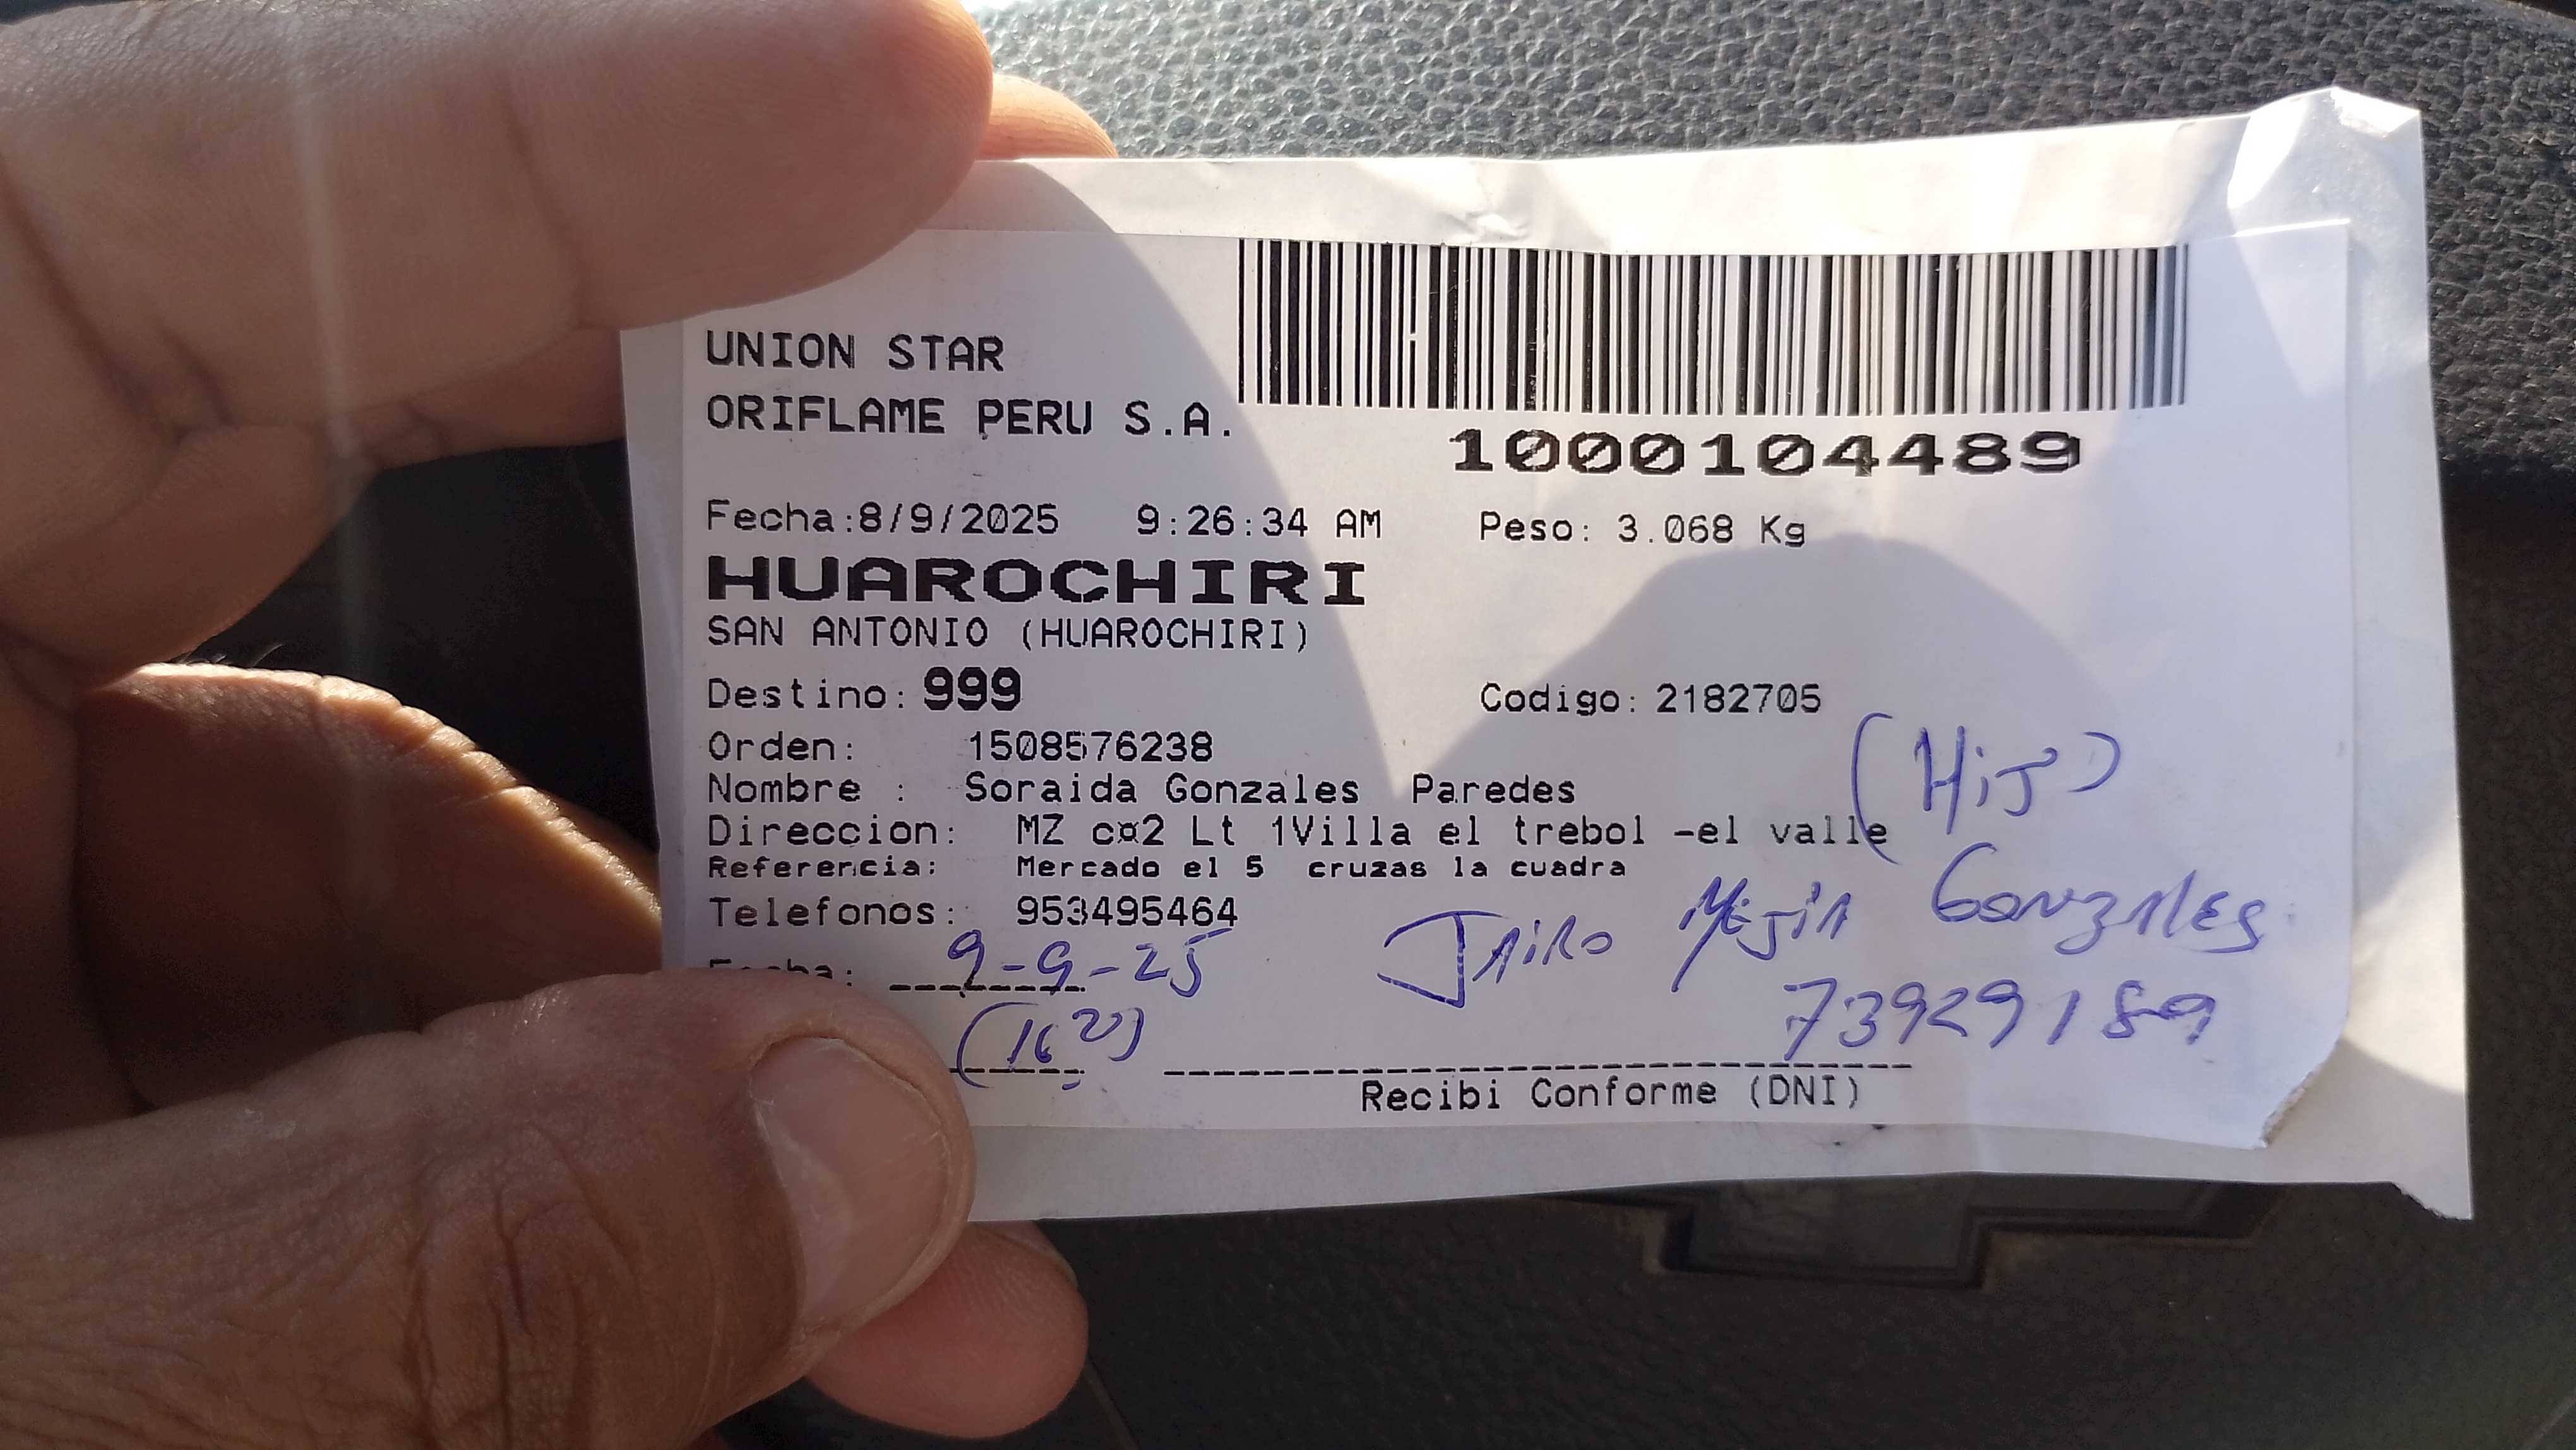 UNION STAR
ORIFLAME PERU S.A.
1000104489
Fecha:8/9/2025 9:26:34 AM Peso: 3.068 Kg
HUAROCHIRI
SAN ANTONIO (HUAROCHIRI)
Destino: 999 Codigo: 2182705
Orden: 1508576238
Nombre : Soraida Gonzales Paredes
(Hijo)
Direccion: MZ c¤2 Lt 1Villa el trebol -el valle
Referencia: Mercado el 5 cruzas la cuadra
Telefonos: 953495464
Jairo Mejia Gonzales
Fecha: 9-9-25
73929189
Recibi Conforme (DNI)